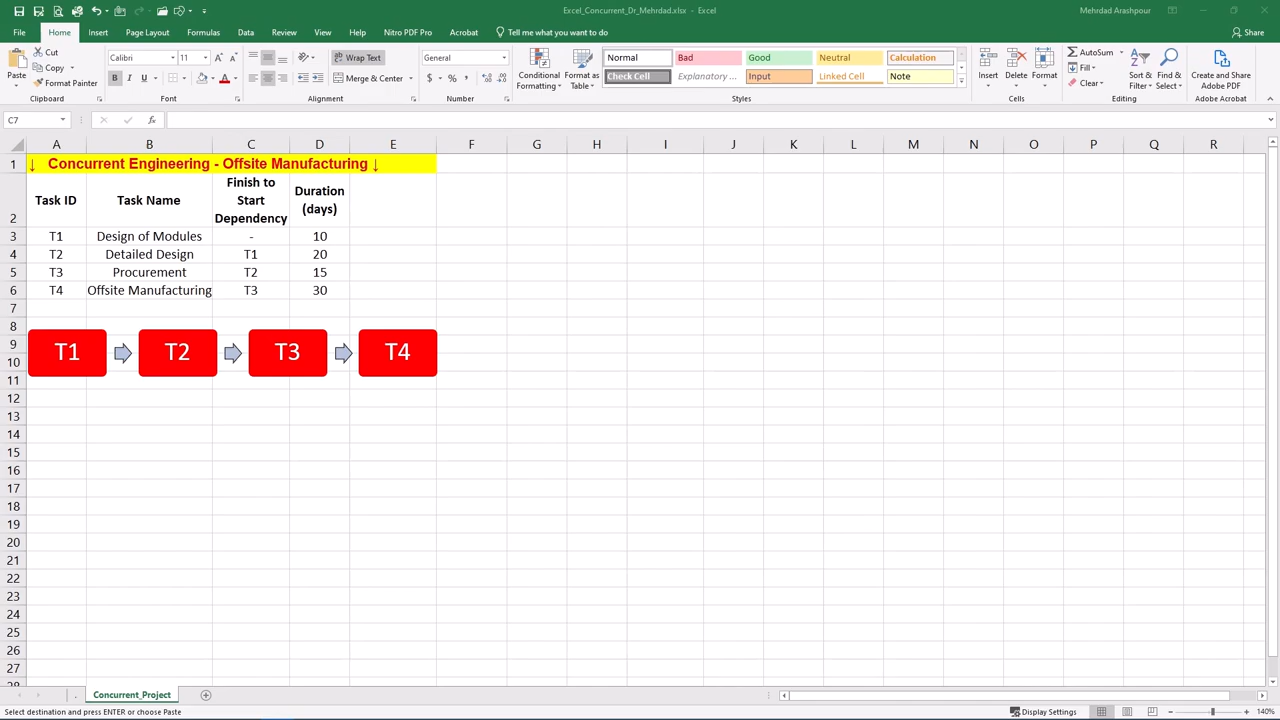 Excel_Concurrent_Dr_Mehrdad.xlsx - Excel
Mehrdad Arashpour
File Home Insert Page Layout Formulas Data Review View Help Nitro PDF Pro Acrobat Tell me what you want to do Share
Cut
Copy
Format Painter
Paste
Clipboard
Calibri 11
B I U
Font
Wrap Text
Merge & Center
Alignment
General
$ % ,
Number
Conditional Formatting
Format as Table
Normal Bad Good Neutral Calculation
Check Cell Explanatory ... Input Linked Cell Note
Styles
Insert Delete Format
Cells
AutoSum
Fill
Clear
Sort & Filter
Find & Select
Editing
Create and Share Adobe PDF
Adobe Acrobat
C7
fx
A B C D E F G H I J K L M N O P Q R
1 ↓ Concurrent Engineering - Offsite Manufacturing ↓
2 Task ID Task Name Finish to Start Dependency Duration (days)
3 T1 Design of Modules - 10
4 T2 Detailed Design T1 20
5 T3 Procurement T2 15
6 T4 Offsite Manufacturing T3 30
7
8
9
T1 T2 T3 T4
10
11
12
13
14
15
16
17
18
19
20
21
22
23
24
25
26
27
28
. Concurrent_Project
Select destination and press ENTER or choose Paste
Display Settings
140%